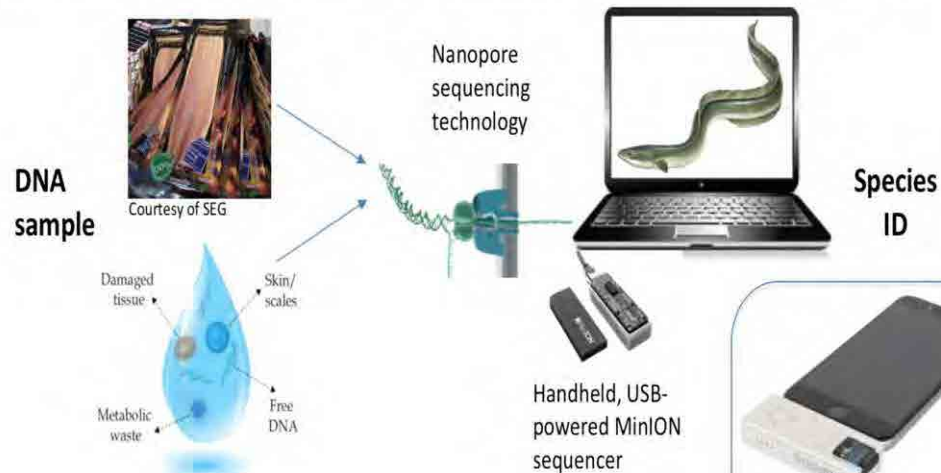 Nanopore
sequencing
technology
DNA
sample
Courtesy of SEG
Species
ID
Damaged
tissue
Skin/
scales
Metabolic
waste
Free
DNA
Handheld, USB-
powered MinION
sequencer
MinION